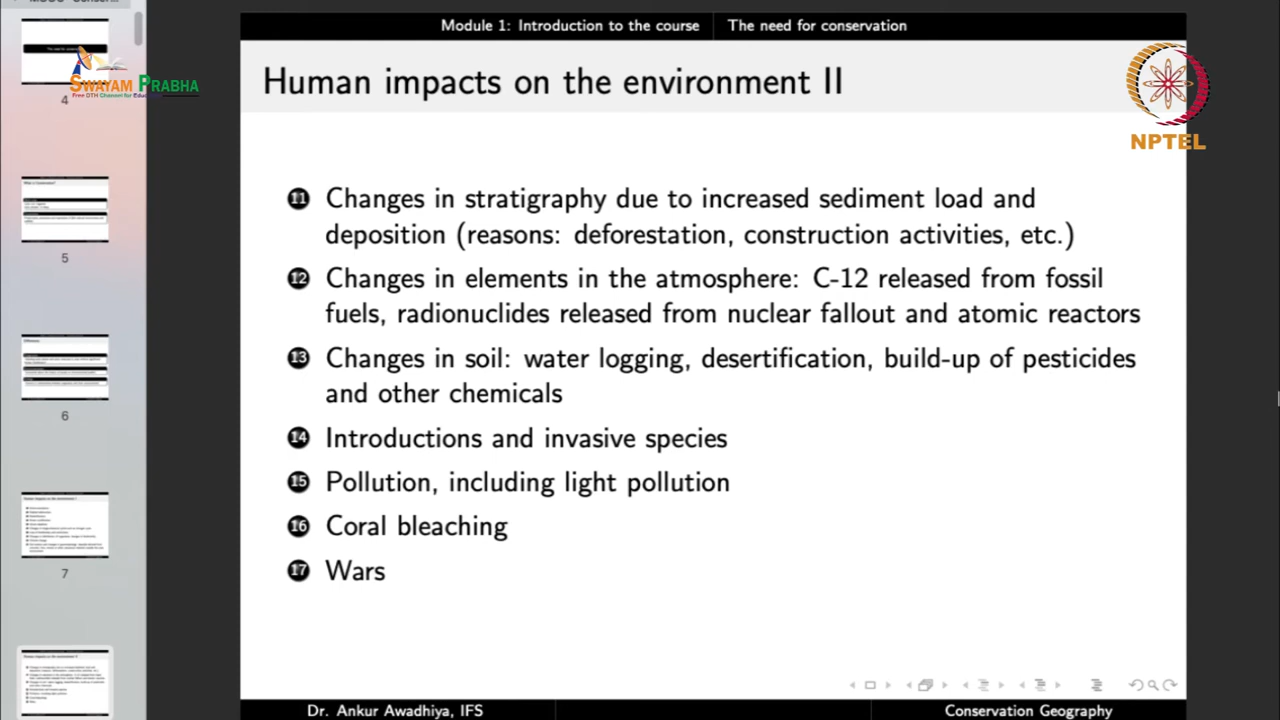 Module 1: Introduction to the course The need for conservation
Human impacts on the environment II
SWAYAM PRABHA
4
NPTEL
5
6
7
11 Changes in stratigraphy due to increased sediment load and
deposition (reasons: deforestation, construction activities, etc.)
12 Changes in elements in the atmosphere: C-12 released from fossil
fuels, radionuclides released from nuclear fallout and atomic reactors
13 Changes in soil: water logging, desertification, build-up of pesticides
and other chemicals
14 Introductions and invasive species
15 Pollution, including light pollution
16 Coral bleaching
17 Wars
Dr. Ankur Awadhiya, IFS Conservation Geography